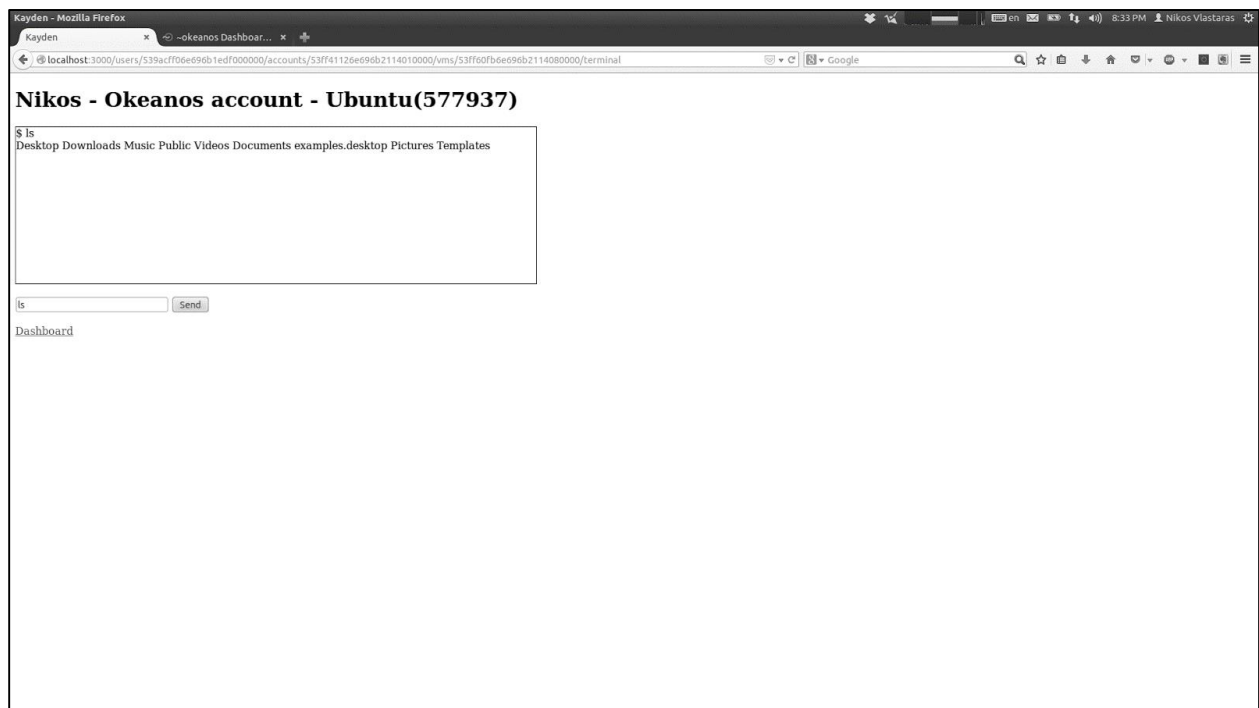 Kayden - Mozilla Firefox
en 8:33 PM Nikos Vlastaras
Kayden ~okeanos Dashboar...
localhost:3000/users/539acff06e696b1edf000000/accounts/53ff41126e696b2114010000/vms/53ff60fb6e696b2114080000/terminal Google
Nikos - Okeanos account - Ubuntu(577937)
$ ls
Desktop Downloads Music Public Videos Documents examples.desktop Pictures Templates
ls Send
Dashboard